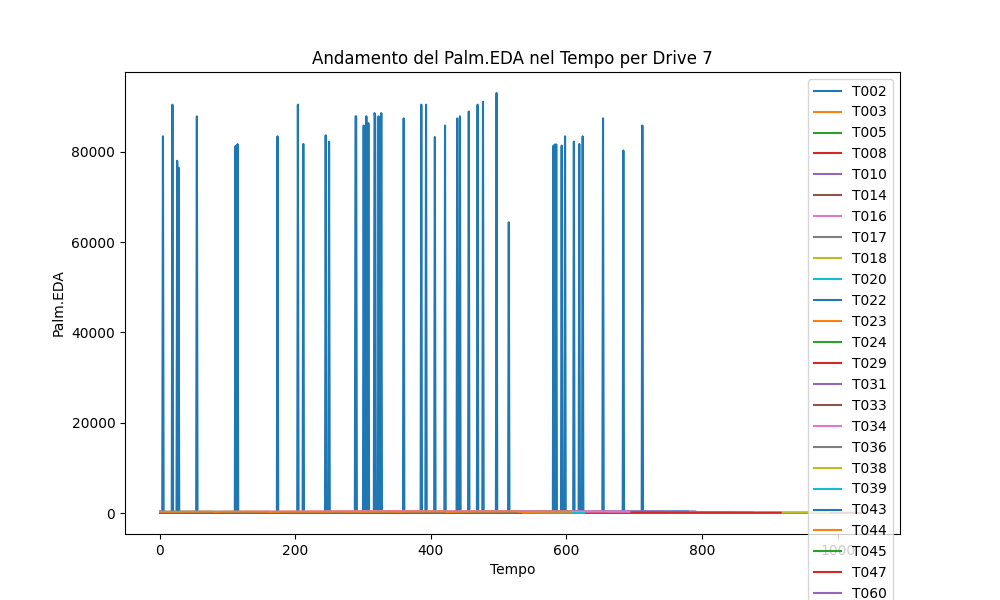 Andamento del Palm.EDA nel Tempo per Drive 7
Palm.EDA
80000
60000
40000
20000
0
0 200 400 600 800 1000
Tempo
T002
T003
T005
T008
T010
T014
T016
T017
T018
T020
T022
T023
T024
T029
T031
T033
T034
T036
T038
T039
T043
T044
T045
T047
T060